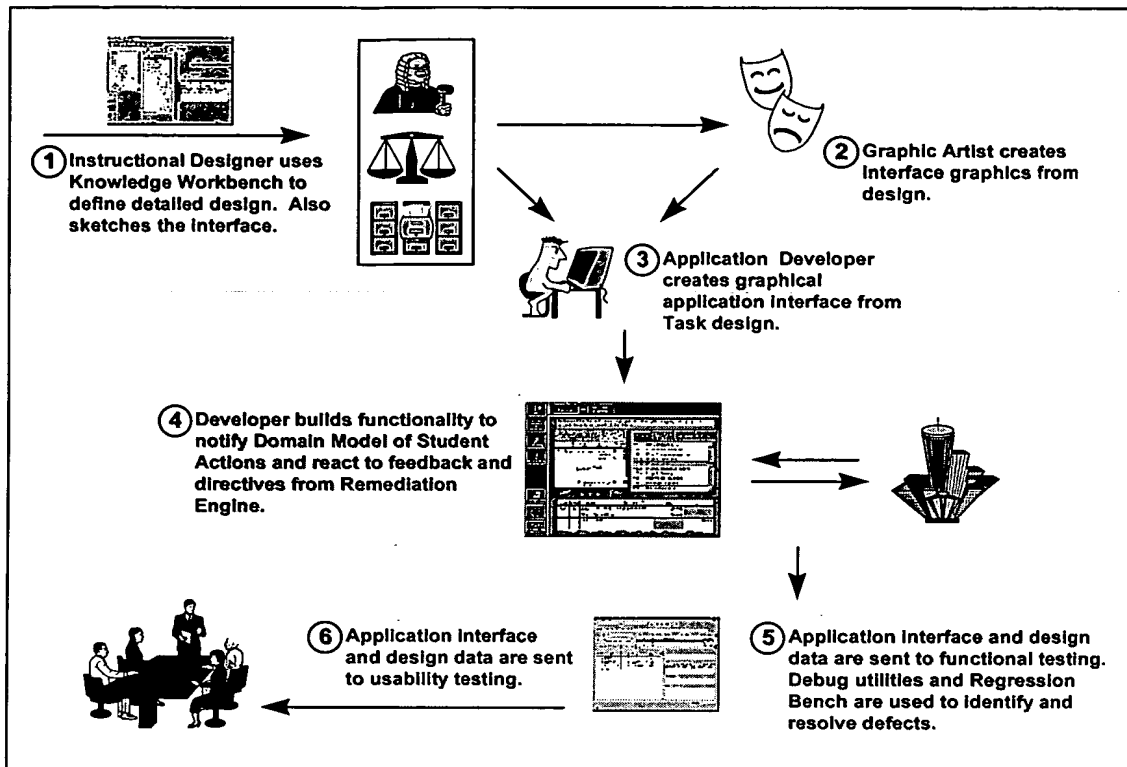 1 Instructional Designer uses
Knowledge Workbench to
define detailed design. Also
sketches the interface.
2 Graphic Artist creates
interface graphics from
design.
3 Application Developer
creates graphical
application interface from
Task design.
4 Developer builds functionality to
notify Domain Model of Student
Actions and react to feedback and
directives from Remediation
Engine.
5 Application interface and design
data are sent to functional testing.
Debug utilities and Regression
Bench are used to identify and
resolve defects.
6 Application Interface
and design data are sent
to usability testing.